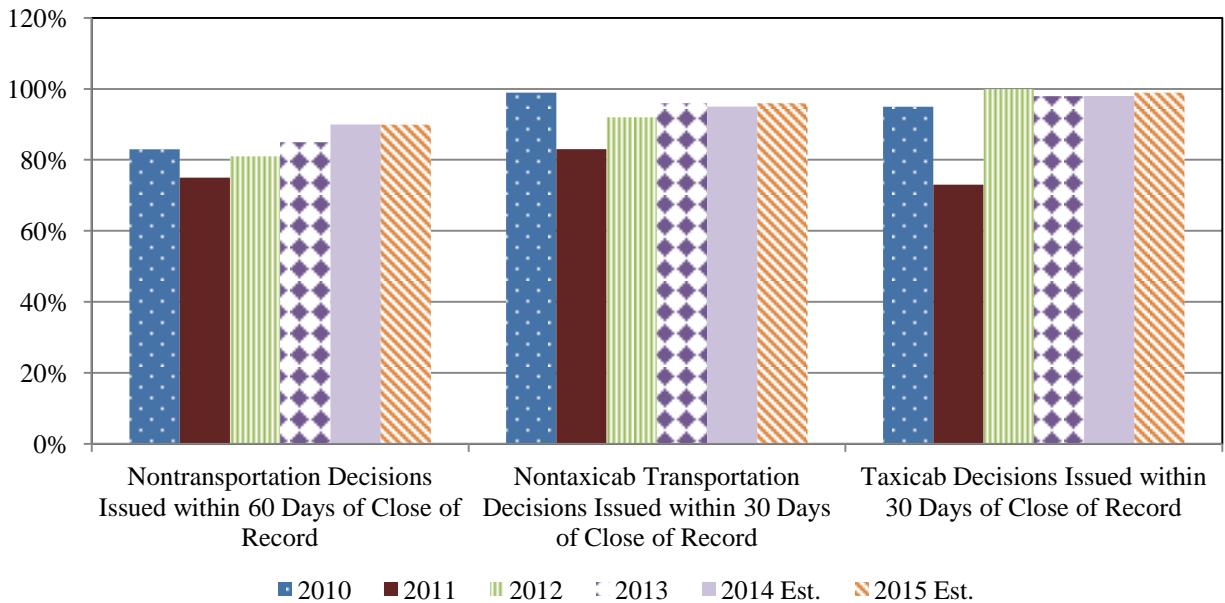 120%
100%
80%
60%
40%
20%
0%
Nontransportation Decisions
Issued within 60 Days of Close of
Record
Nontaxicab Transportation
Decisions Issued within 30 Days
of Close of Record
Taxicab Decisions Issued within
30 Days of Close of Record
2010 2011 2012 2013 2014 Est. 2015 Est.